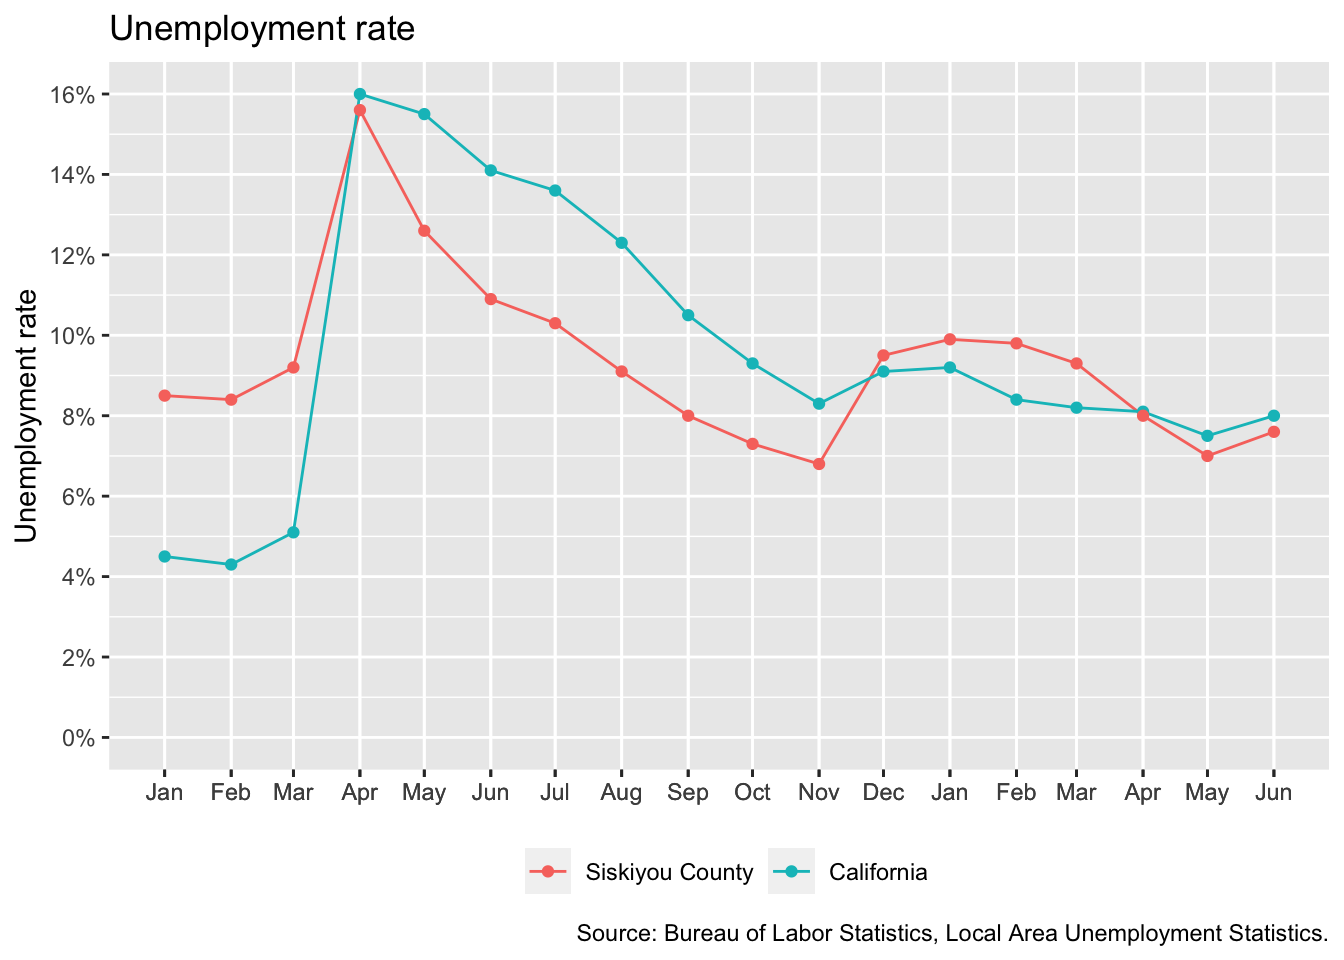 Unemployment rate
Unemployment rate
16%
14%
12%
10%
8%
6%
4%
2%
0%
Jan Feb Mar Apr May Jun Jul Aug Sep Oct Nov Dec Jan Feb Mar Apr May Jun
Siskiyou County California
Source: Bureau of Labor Statistics, Local Area Unemployment Statistics.